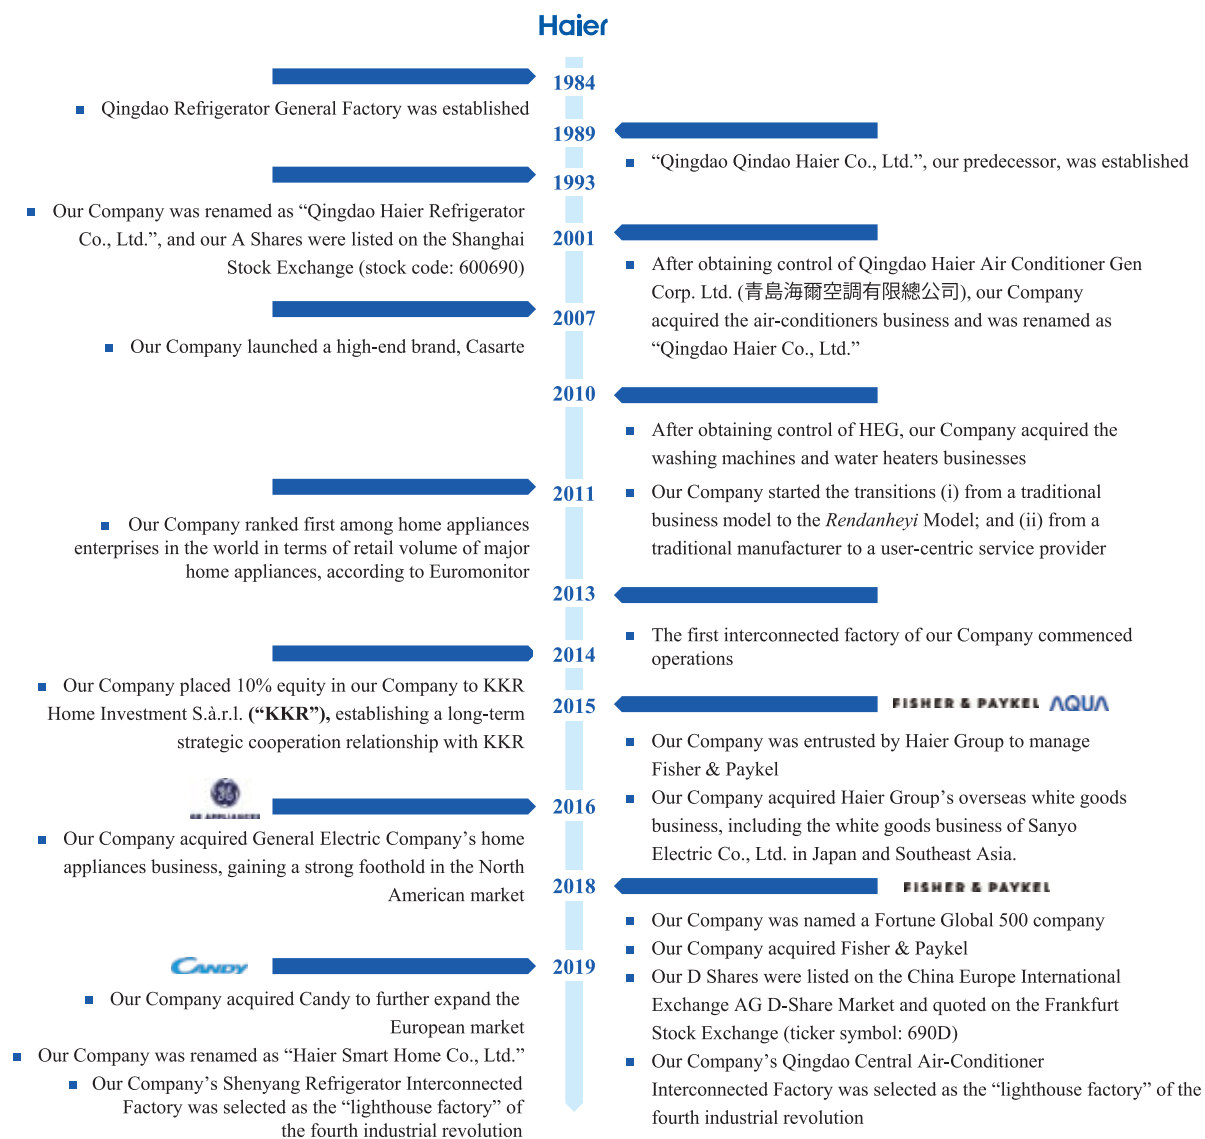 Haier
1984
Qingdao Refrigerator General Factory was established
1989
“Qingdao Qindao Haier Co., Ltd.”, our predecessor, was established
1993
Our Company was renamed as “Qingdao Haier Refrigerator
Co., Ltd.”, and our A Shares were listed on the Shanghai
Stock Exchange (stock code: 600690)
2001
After obtaining control of Qingdao Haier Air Conditioner Gen
Corp. Ltd. (青島海爾空調有限總公司), our Company
acquired the air-conditioners business and was renamed as
“Qingdao Haier Co., Ltd.”
2007
Our Company launched a high-end brand, Casarte
2010
After obtaining control of HEG, our Company acquired the
washing machines and water heaters businesses
Our Company started the transitions (i) from a traditional
business model to the Rendanheyi Model; and (ii) from a
traditional manufacturer to a user-centric service provider
2011
Our Company ranked first among home appliances
enterprises in the world in terms of retail volume of major
home appliances, according to Euromonitor
2013
The first interconnected factory of our Company commenced
operations
2014
Our Company placed 10% equity in our Company to KKR
Home Investment S.à.r.l. (“KKR”), establishing a long-term
strategic cooperation relationship with KKR
2015
FISHER & PAYKEL AQUA
Our Company was entrusted by Haier Group to manage
Fisher & Paykel
Our Company acquired Haier Group’s overseas white goods
business, including the white goods business of Sanyo
Electric Co., Ltd. in Japan and Southeast Asia.
GE APPLIANCES
2016
Our Company acquired General Electric Company’s home
appliances business, gaining a strong foothold in the North
American market
2018
FISHER & PAYKEL
Our Company was named a Fortune Global 500 company
Our Company acquired Fisher & Paykel
Our D Shares were listed on the China Europe International
Exchange AG D-Share Market and quoted on the Frankfurt
Stock Exchange (ticker symbol: 690D)
Our Company’s Qingdao Central Air-Conditioner
Interconnected Factory was selected as the “lighthouse factory” of the
fourth industrial revolution
CANDY
2019
Our Company acquired Candy to further expand the
European market
Our Company was renamed as “Haier Smart Home Co., Ltd.”
Our Company’s Shenyang Refrigerator Interconnected
Factory was selected as the “lighthouse factory” of
the fourth industrial revolution